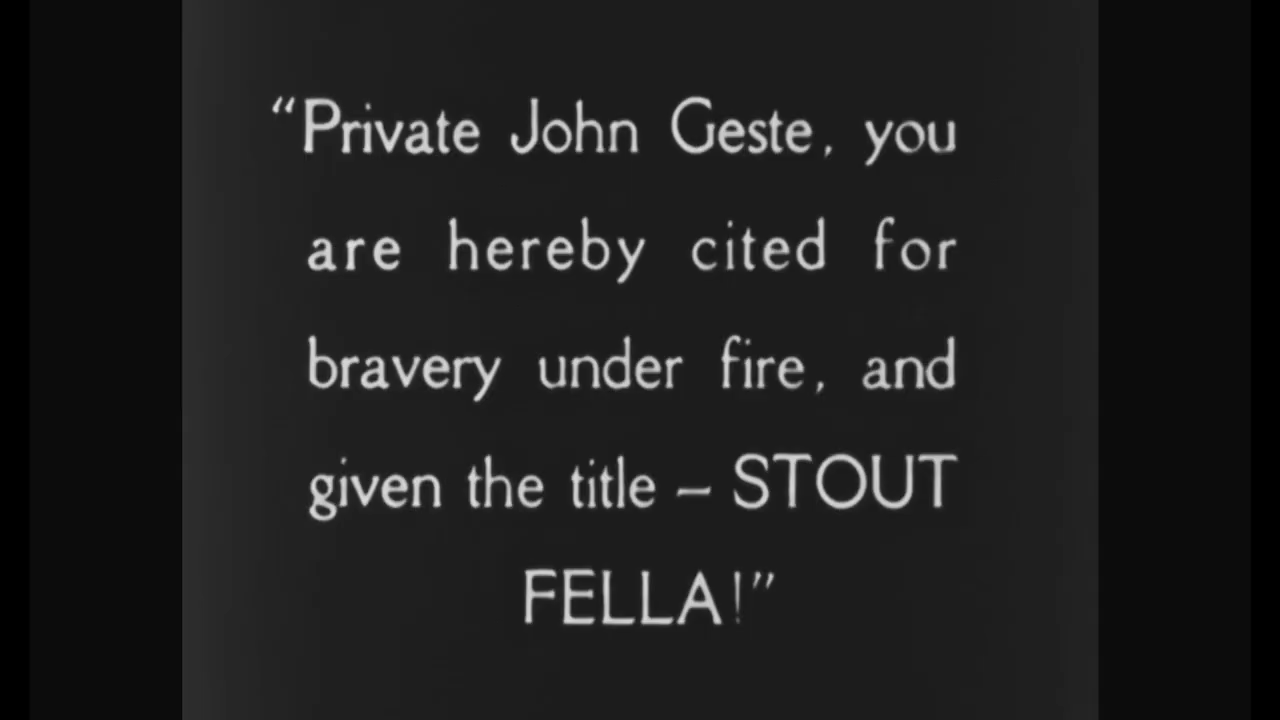 “Private John Geste, you
are hereby cited for
bravery under fire, and
given the title – STOUT
FELLA!”